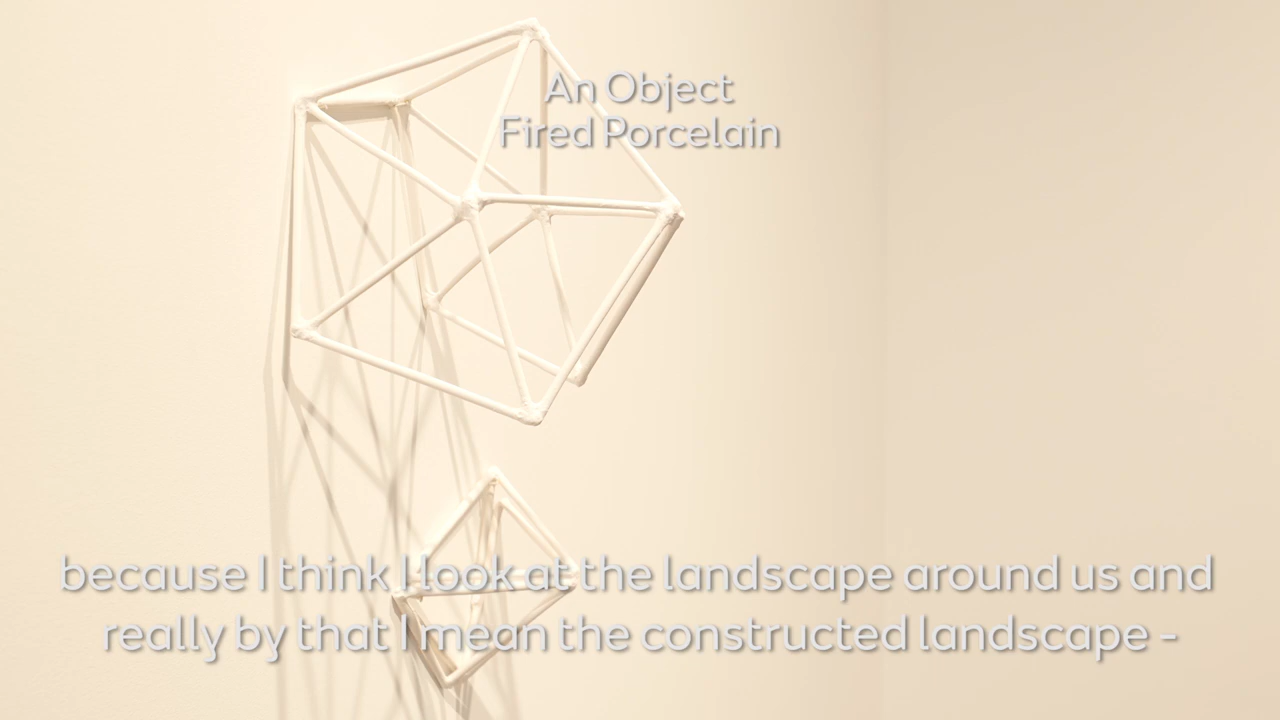 An Object
Fired Porcelain
because I think I look at the landscape around us and
really by that I mean the constructed landscape -